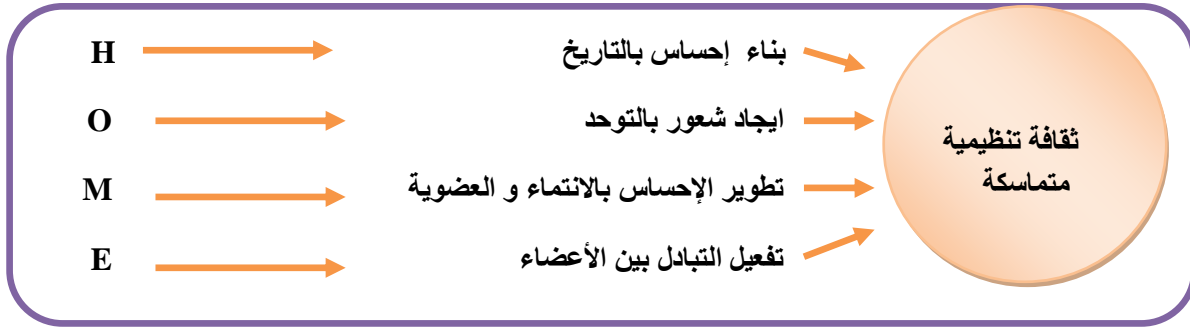 H
بناء إحساس بالتاريخ
O
ايجاد شعور بالتوحد
M
تطوير الإحساس بالانتماء و العضوية
E
تفعيل التبادل بين الأعضاء
ثقافة تنظيمية
متماسكة